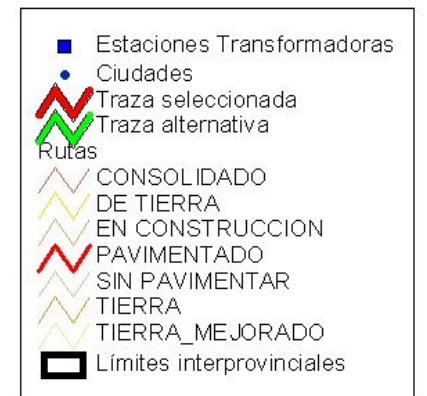 Estaciones Transformadoras
Ciudades
Traza seleccionada
Traza alternativa
Rutas
CONSOLIDADO
DE TIERRA
EN CONSTRUCCION
PAVIMENTADO
SIN PAVIMENTAR
TIERRA
TIERRA_MEJORADO
Límites interprovinciales